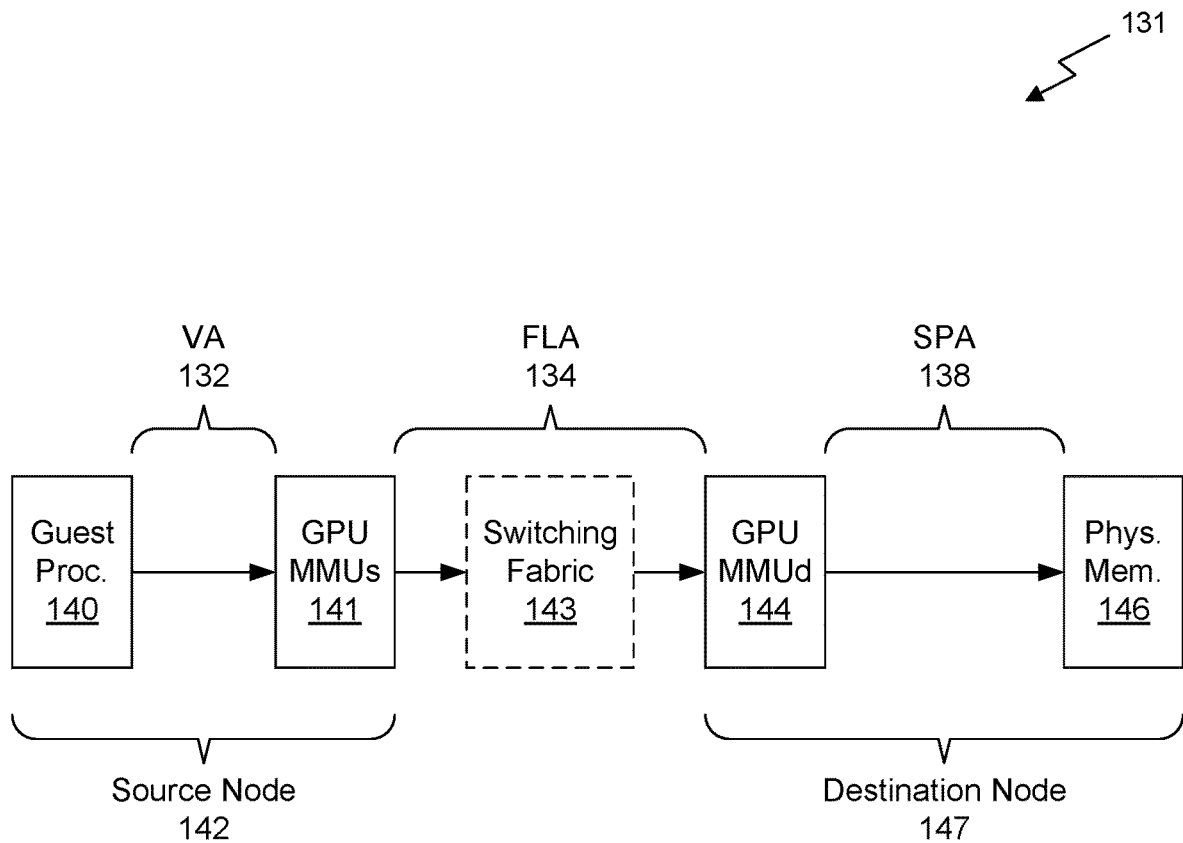 131
VA
132
FLA
134
SPA
138
Guest
Proc.
140
GPU
MMUs
141
Switching
Fabric
143
GPU
MMUd
144
Phys.
Mem.
146
Source Node
142
Destination Node
147